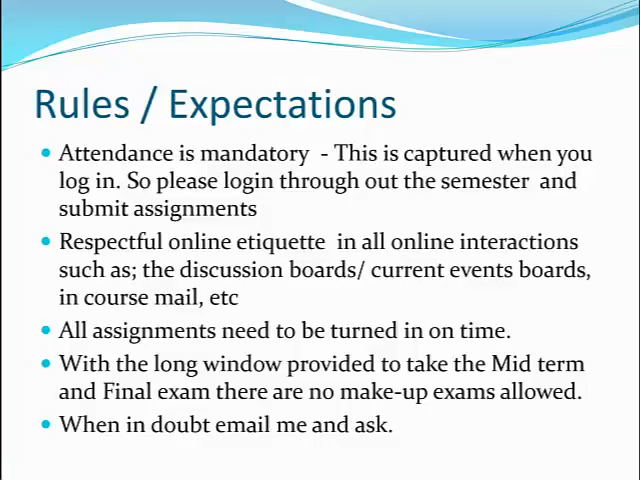 Rules / Expectations
• Attendance is mandatory - This is captured when you
log in. So please login through out the semester and
submit assignments
• Respectful online etiquette in all online interactions
such as; the discussion boards/ current events boards,
in course mail, etc
• All assignments need to be turned in on time.
• With the long window provided to take the Mid term
and Final exam there are no make-up exams allowed.
• When in doubt email me and ask.